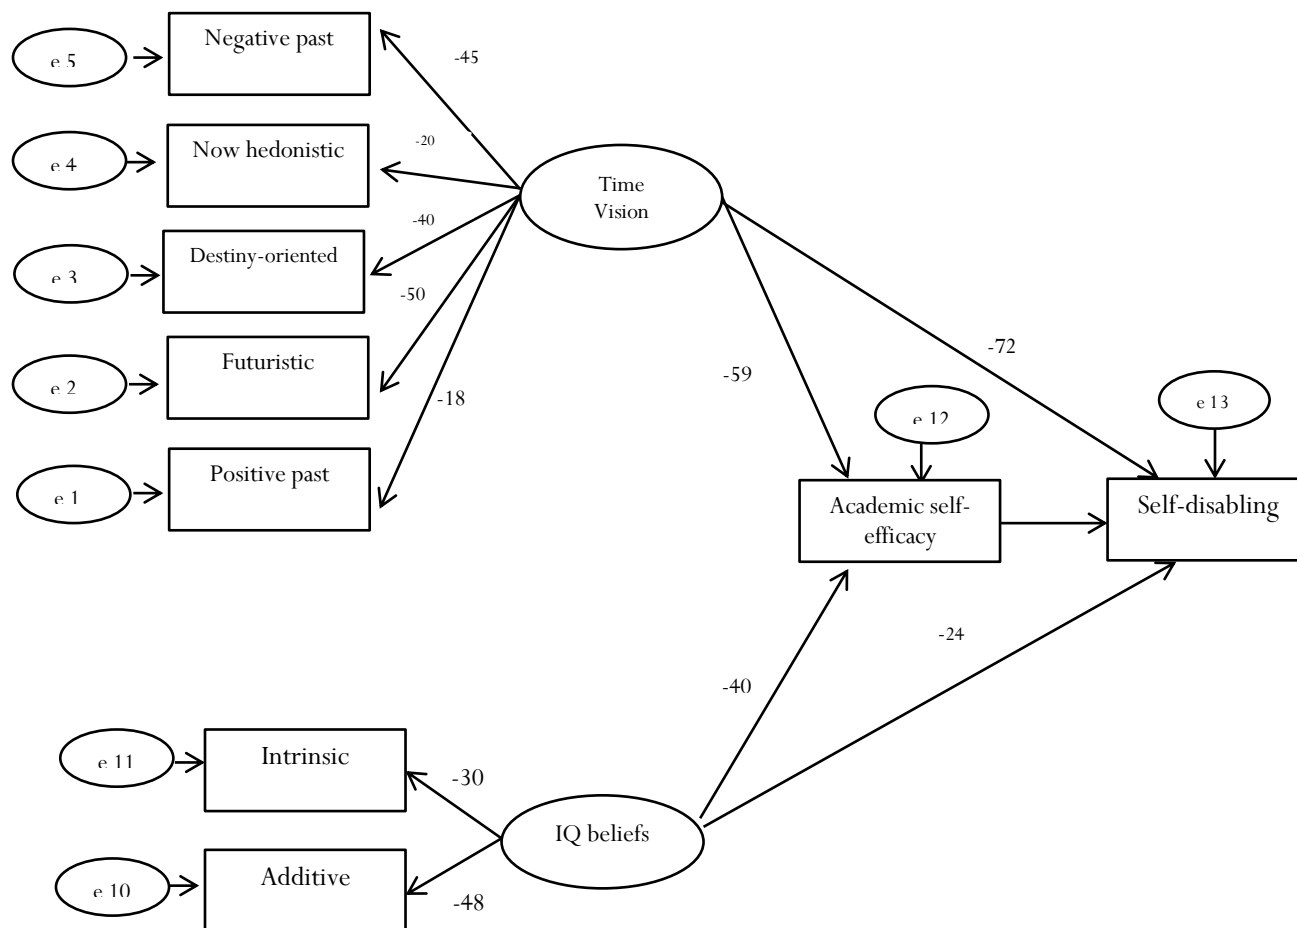 Negative past
e 5
-45
Now hedonistic
e 4
-20
Time
Vision
Destiny-oriented
e 3
-40
-50
Futuristic
e 2
-18
-59
-72
e 12
e 13
Positive past
e 1
Academic self-
efficacy
Self-disabling
-24
-40
Intrinsic
e 11
-30
IQ beliefs
Additive
e 10
-48